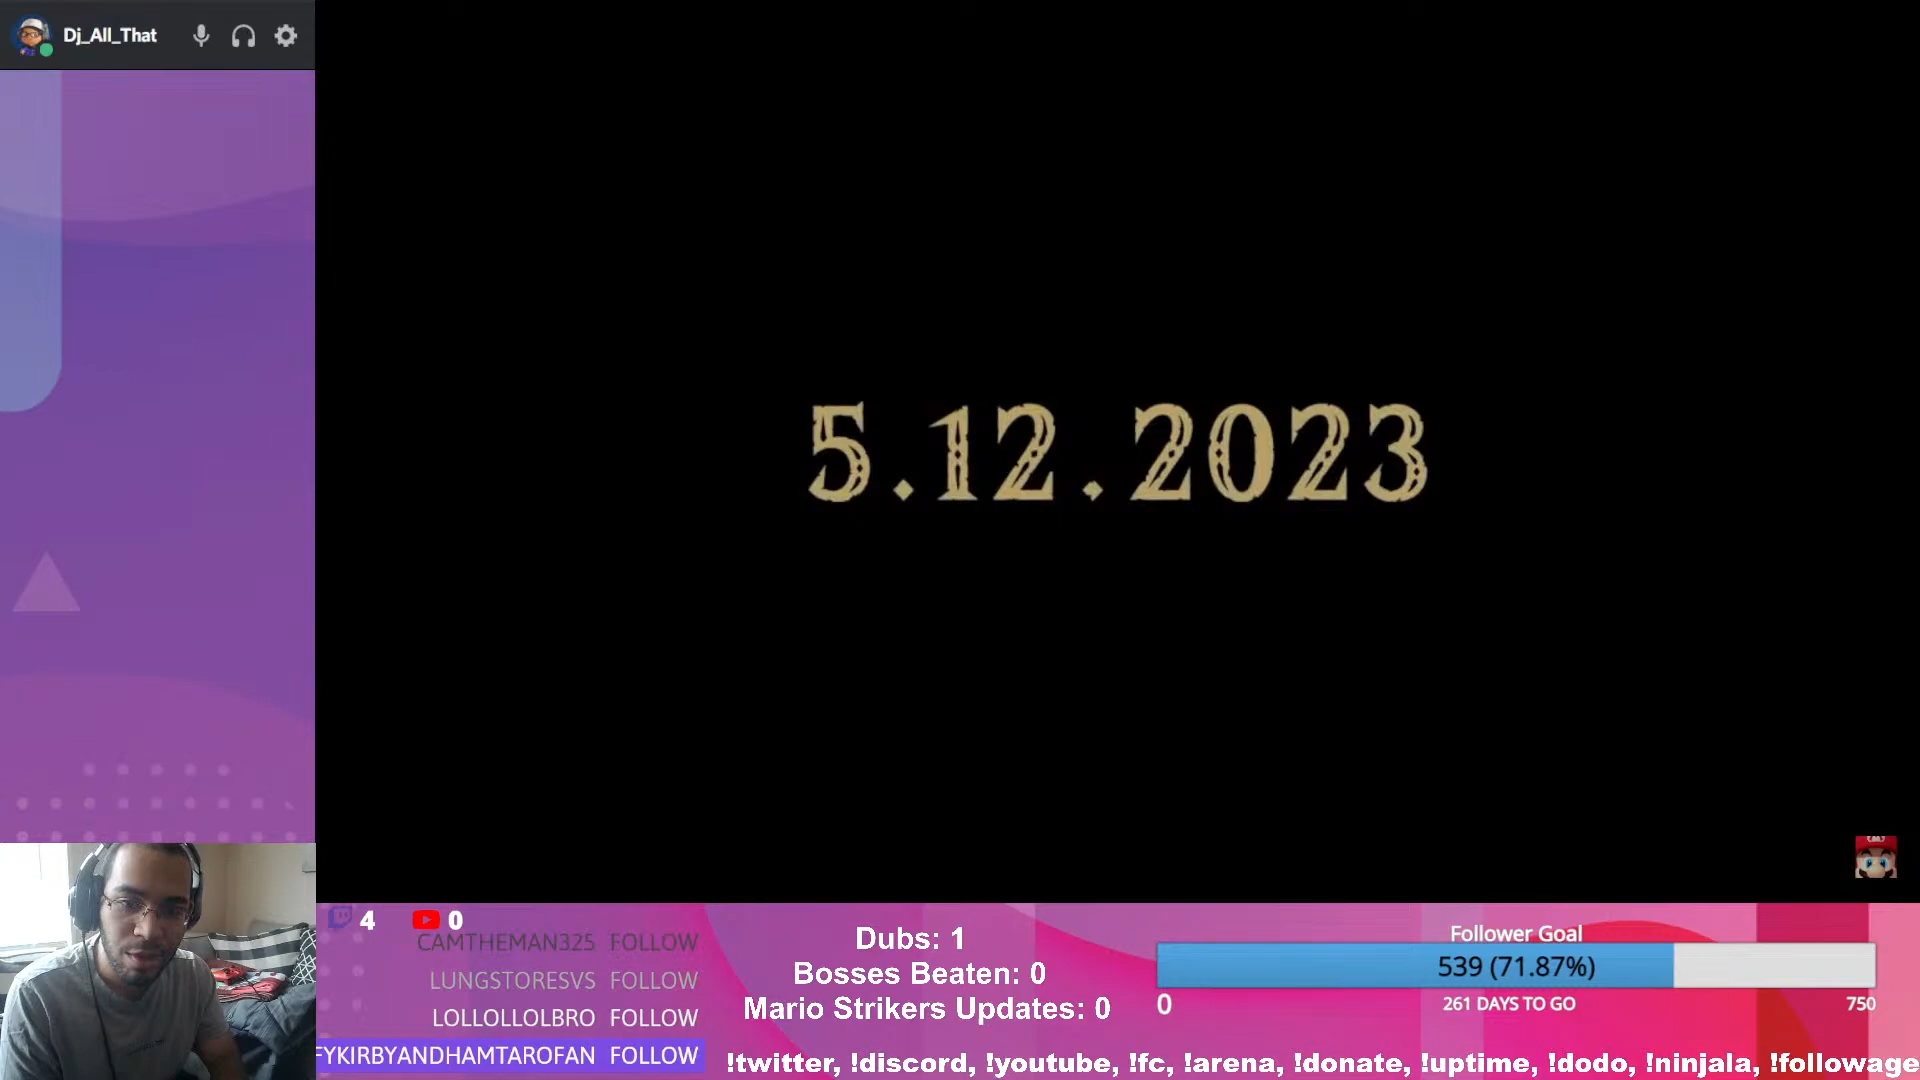 Dj_All_That
5.12.2023
4
0
CAMTHEMAN325 FOLLOW
LUNGSTORESVS FOLLOW
LOLLOLLOLBRO FOLLOW
FYKIRBYANDHAMTAROFAN FOLLOW
Dubs: 1
Bosses Beaten: 0
Mario Strikers Updates: 0
Follower Goal
539 (71.87%)
0
261 DAYS TO GO
750
!twitter, !discord, !youtube, !fc, !arena, !donate, !uptime, !dodo, !ninjala, !followage